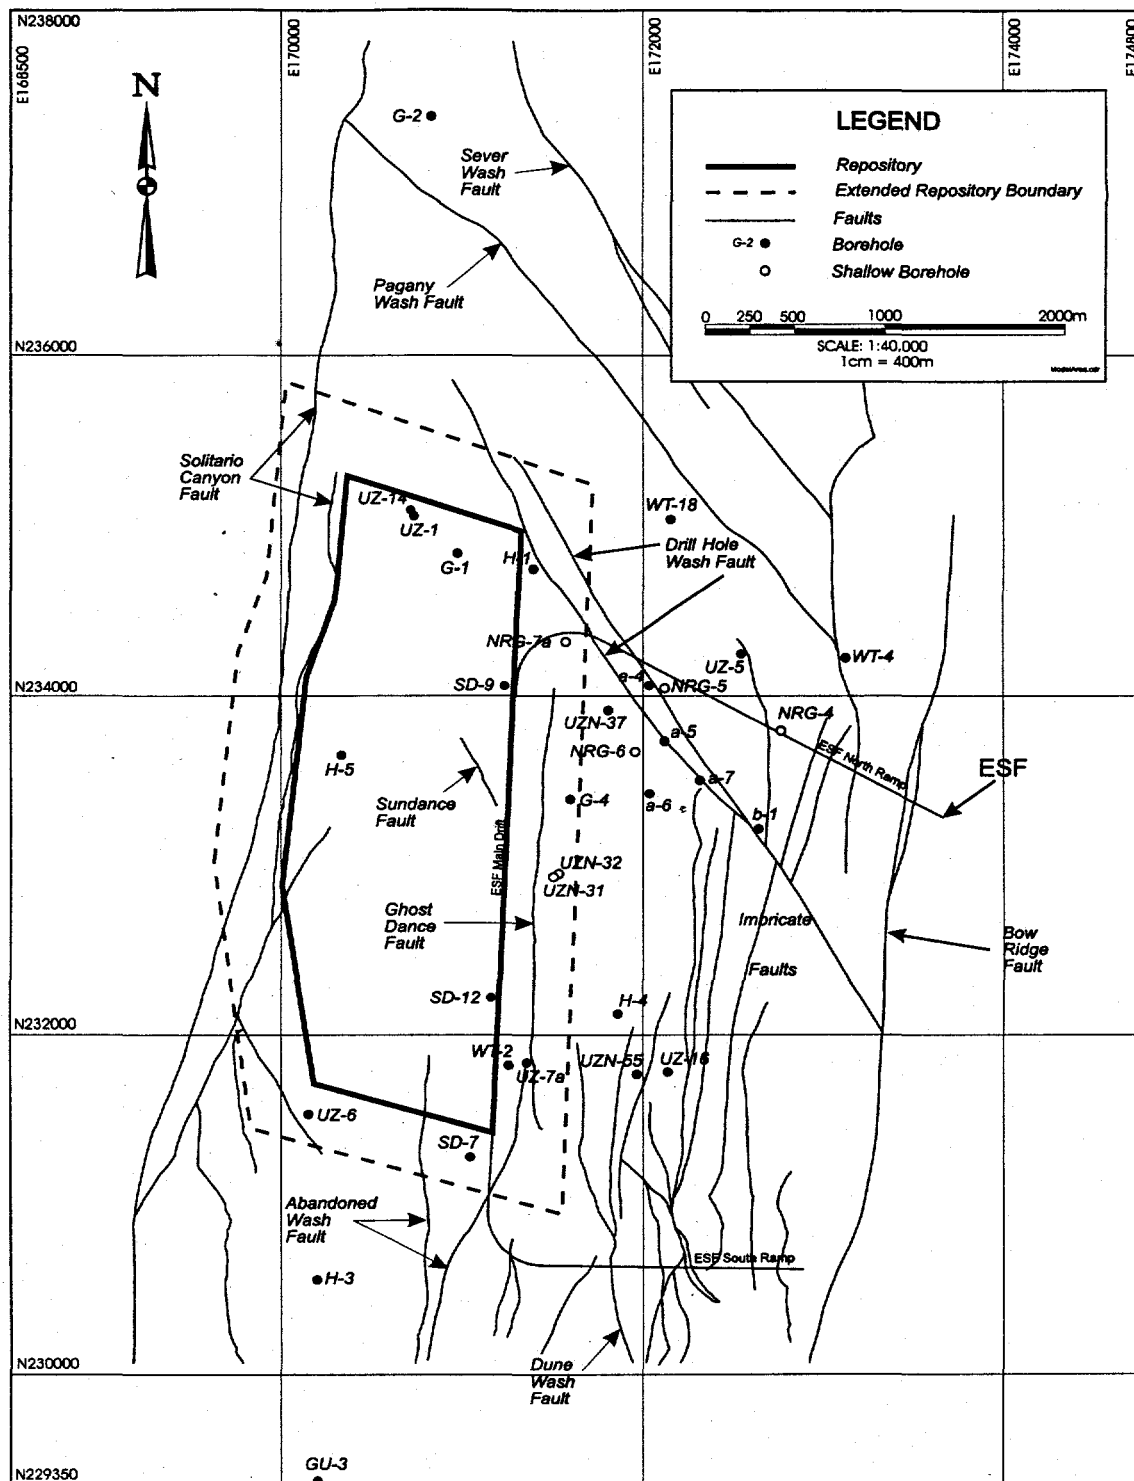 N238000
E168500
E170000
E172000
E174000
E174800
N
G-2
Sever
Wash
Fault
LEGEND
Repository
Extended Repository Boundary
Faults
G-2
Borehole
Shallow Borehole
0 250 500 1000 2000m
SCALE: 1:40,000
1cm = 400m
Pagany
Wash Fault
N236000
Solitario
Canyon
Fault
UZ-14
UZ-1
WT-18
G-1
H-1
Drill Hole
Wash Fault
NRG-7a
UZ-5
WT-4
N234000
SD-9
a-4
NRG-5
UZN-37
NRG-4
a-5
NRG-6
ESF North Ramp
ESF
H-5
a-7
Sundance
Fault
G-4
a-6
b-1
ESF Main Drift
UZN-32
UZN-31
Ghost
Dance
Fault
Imbricate
Faults
Bow
Ridge
Fault
SD-12
H-4
N232000
WT-2
UZ-7a
UZN-55
UZ-16
UZ-6
SD-7
Abandoned
Wash
Fault
ESF South Ramp
H-3
N230000
Dune
Wash
Fault
GU-3
N229350